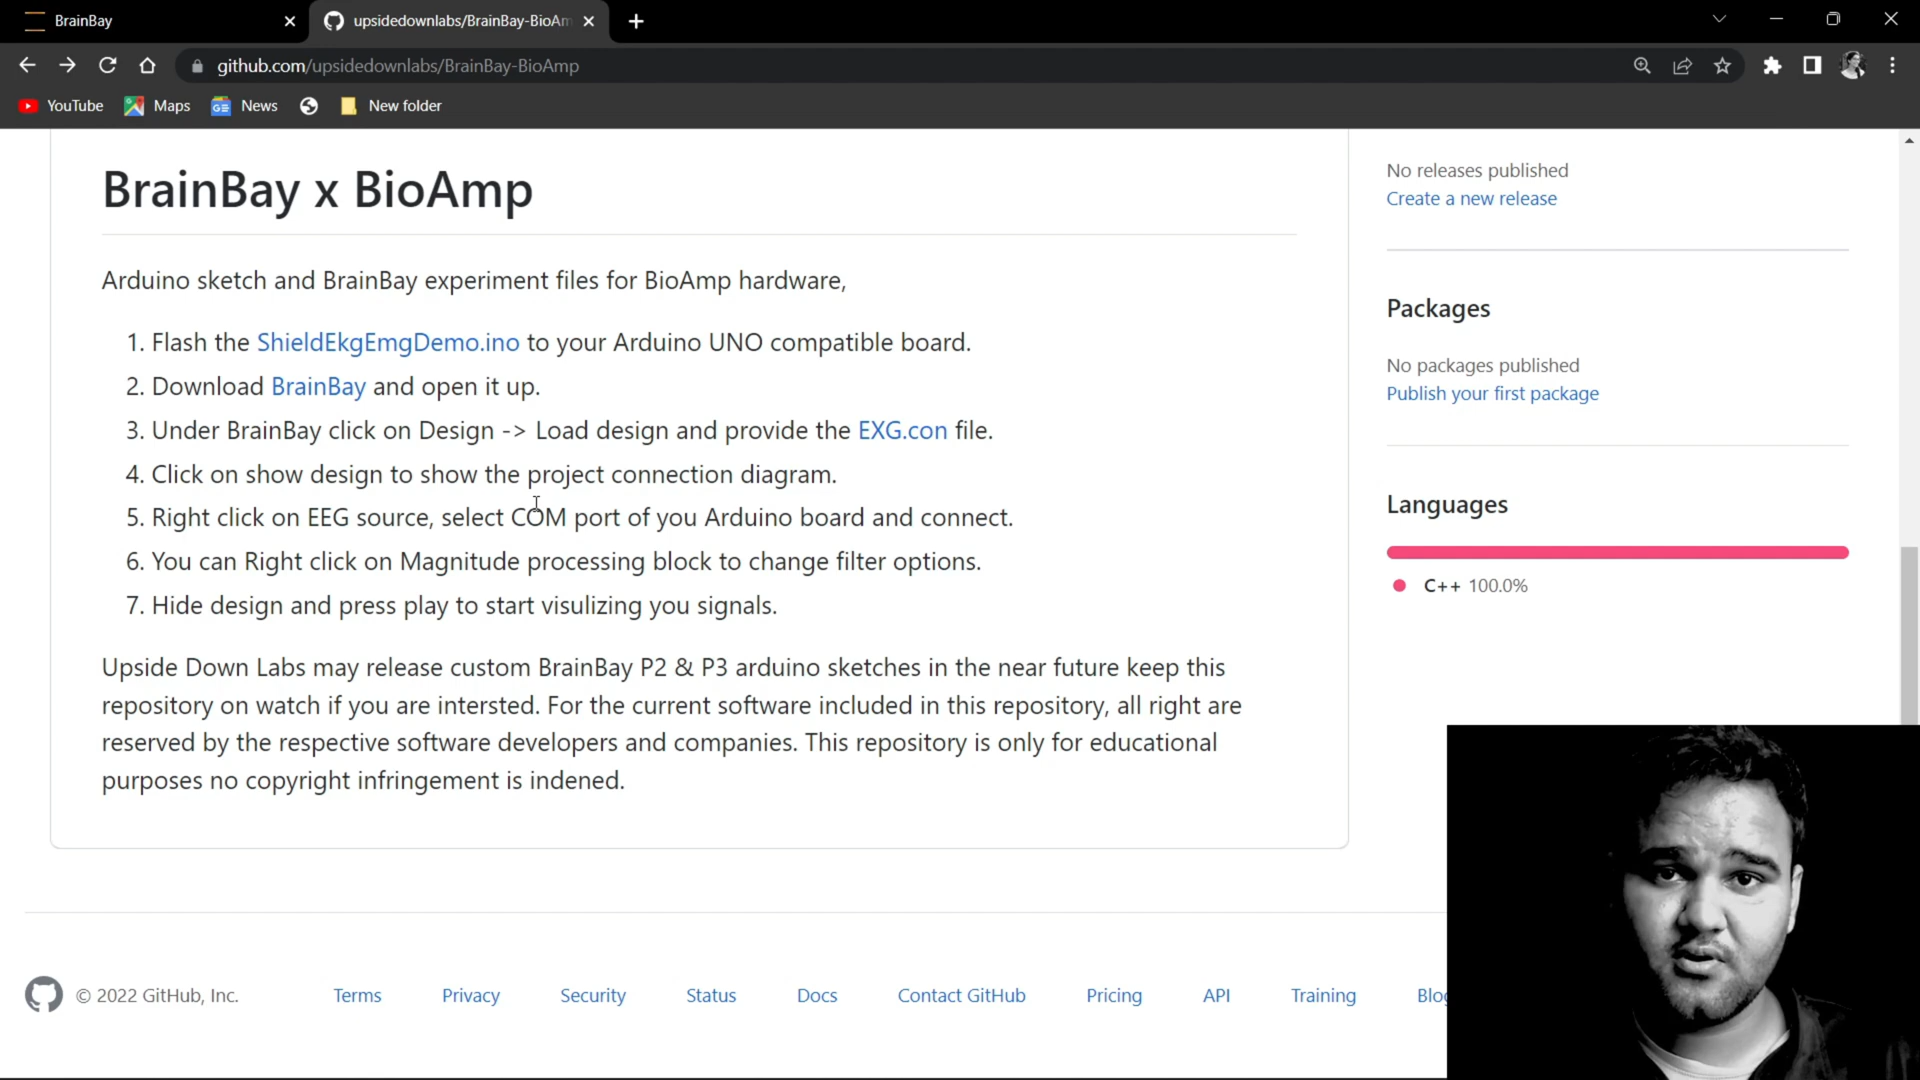 BrainBay
upsidedownlabs/BrainBay-BioAm
github.com/upsidedownlabs/BrainBay-BioAmp
YouTube
Maps
News
New folder
BrainBay x BioAmp
Arduino sketch and BrainBay experiment files for BioAmp hardware,
1. Flash the ShieldEkgEmgDemo.ino to your Arduino UNO compatible board.
2. Download BrainBay and open it up.
3. Under BrainBay click on Design -> Load design and provide the EXG.con file.
4. Click on show design to show the project connection diagram.
5. Right click on EEG source, select COM port of you Arduino board and connect.
6. You can Right click on Magnitude processing block to change filter options.
7. Hide design and press play to start visulizing you signals.
Upside Down Labs may release custom BrainBay P2 & P3 arduino sketches in the near future keep this
repository on watch if you are intersted. For the current software included in this repository, all right are
reserved by the respective software developers and companies. This repository is only for educational
purposes no copyright infringement is indened.
No releases published
Create a new release
Packages
No packages published
Publish your first package
Languages
C++ 100.0%
© 2022 GitHub, Inc.
Terms
Privacy
Security
Status
Docs
Contact GitHub
Pricing
API
Training
Blog